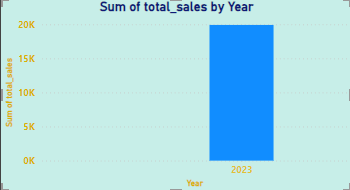 Sum of total_sales by Year
20K
15K
10K
5K
0K
Sum of total_sales
2023
Year